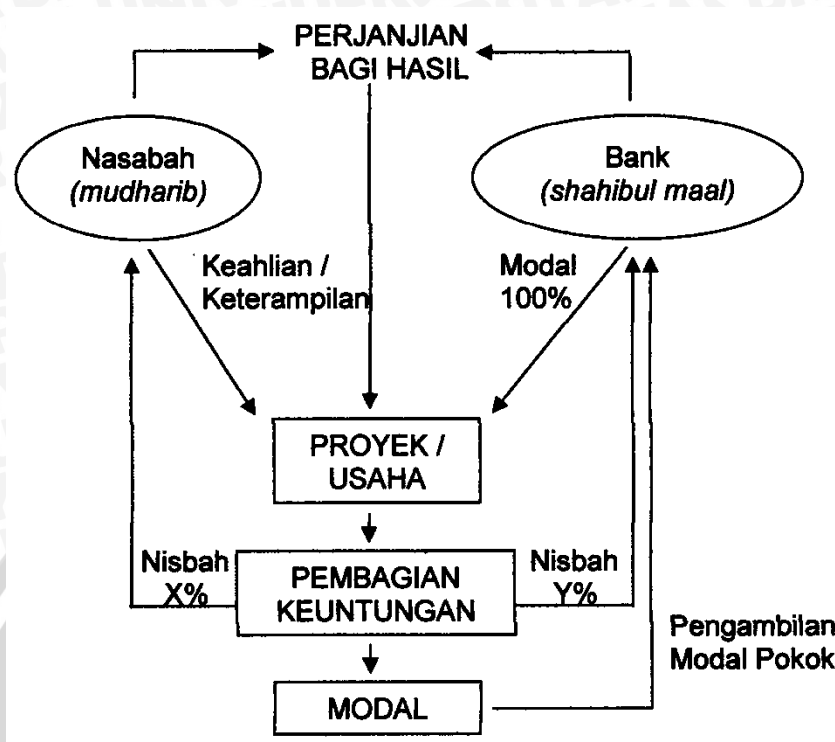 PERJANJIAN
BAGI HASIL
Nasabah
(mudharib)
Bank
(shahibul maal)
Keahlian /
Keterampilan
Modal
100%
PROYEK /
USAHA
Nisbah
X%
PEMBAGIAN
KEUNTUNGAN
Nisbah
Y%
Pengambilan
Modal Pokok
MODAL